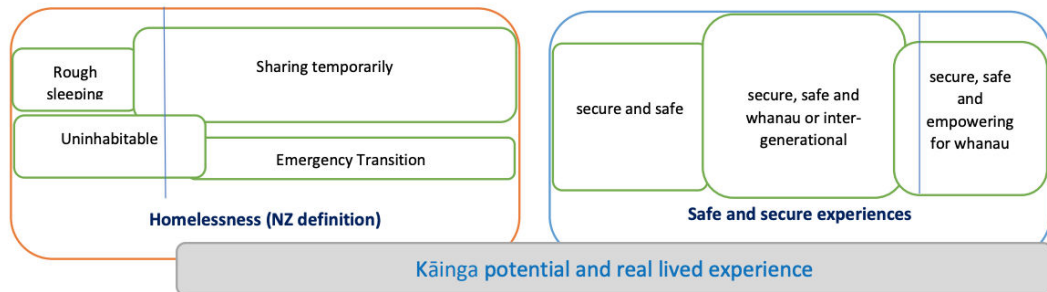 Rough
sleeping
Sharing temporarily
Uninhabitable
Emergency Transition
Homelessness (NZ definition)
secure and safe
secure, safe and
whanau or inter-
generational
secure, safe
and
empowering
for whanau
Safe and secure experiences
Kāinga potential and real lived experience